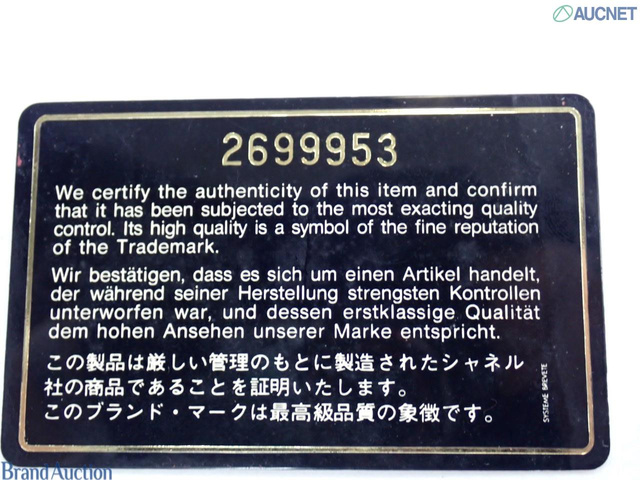 AUCNET
2699953
We certify the authenticity of this item and confirm
that it has been subjected to the most exacting quality
control. Its high quality is a symbol of the fine reputation
of the Trademark.
Wir bestätigen, dass es sich um einen Artikel handelt,
der während seiner Herstellung strengsten Kontrollen
unterworfen war, und dessen erstklassige Qualität
dem hohen Ansehen unserer Marke entspricht.
この製品は厳しい管理のもとに製造されたシャネル
社の商品であることを証明いたします。
このブランド・マークは最高級品質の象徴です。
SYSTEME BREVETE
Brand Auction